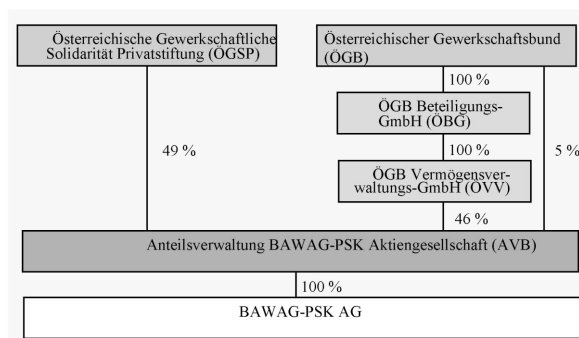 Österreichische Gewerkschaftliche
Solidarität Privatstiftung (ÖGSP)
Österreichischer Gewerkschaftsbund
(ÖGB)
100 %
ÖGB Beteiligungs-
GmbH (ÖBG)
49 %
100 %
5 %
ÖGB Vermögensver-
waltungs-GmbH (ÖVV)
46 %
Anteilsverwaltung BAWAG-PSK Aktiengesellschaft (AVB)
100 %
BAWAG-PSK AG